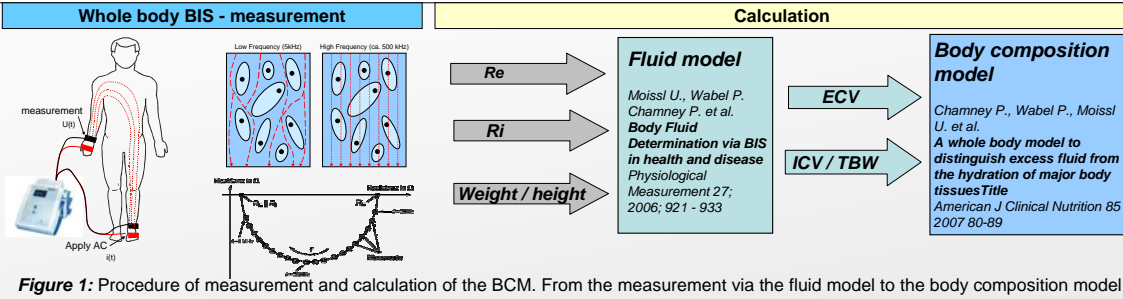 Whole body BIS - measurement
Calculation
Low Frequency (5kHz)
High Frequency (ca. 500 kHz)
measurement
U(t)
Apply AC
i(t)
Re
Ri
Weight / height
Fluid model
Moissl U., Wabel P.
Chamney P. et al.
Body Fluid
Determination via BIS
in health and disease
Physiological
Measurement 27;
2006; 921 - 933
ECV
ICV / TBW
Body composition
model
Chamney P., Wabel P., Moissl
U. et al.
A whole body model to
distinguish excess fluid from
the hydration of major body
tissuesTitle
American J Clinical Nutrition 85
2007 80-89
Figure 1: Procedure of measurement and calculation of the BCM. From the measurement via the fluid model to the body composition model